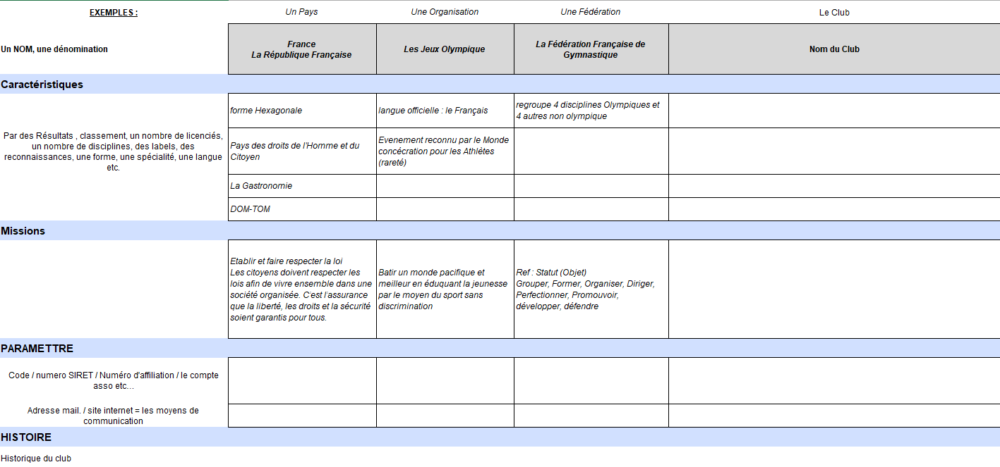 EXEMPLES :
Un Pays
Une Organisation
Une Fédération
Le Club
Un NOM, une dénomination
France
La République Française
Les Jeux Olympique
La Fédération Française de
Gymnastique
Nom du Club
Caractéristiques
Par des Résultats , classement, un nombre de licenciés,
un nombre de disciplines, des labels, des
reconnaissances, une forme, une spécialité, une langue
etc.
forme Hexagonale
langue officielle : le Français
regroupe 4 disciplines Olympiques et
4 autres non olympique
Pays des droits de l'Homme et du
Citoyen
Evenement reconnu par le Monde
concécration pour les Athlètes
(rareté)
La Gastronomie
DOM-TOM
Missions
Etablir et faire respecter la loi
Les citoyens doivent respecter les
lois afin de vivre ensemble dans une
société organisée. C'est l'assurance
que la liberté, les droits et la sécurité
soient garantis pour tous.
Batir un monde pacifique et
meilleur en éduquant la jeunesse
par le moyen du sport sans
discrimination
Ref : Statut (Objet)
Grouper, Former, Organiser, Diriger,
Perfectionner, Promouvoir,
développer, défendre
PARAMETTRE
Code / numero SIRET / Numéro d'affiliation / le compte
asso etc...
Adresse mail. / site internet = les moyens de
communication
HISTOIRE
Historique du club